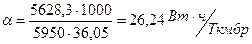 α = 5628,3·1000 / 5950·36,05 = 26,24 Вт·ч/Ткмбр